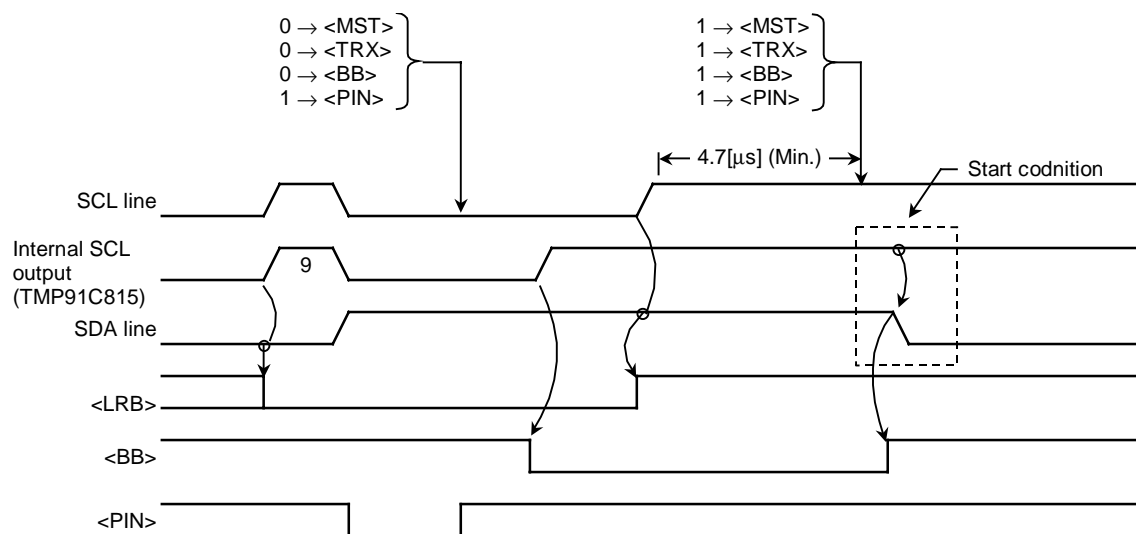 0 → <MST>
0 → <TRX>
0 → <BB>
1 → <PIN>
1 → <MST>
1 → <TRX>
1 → <BB>
1 → <PIN>
4.7[μs] (Min.)
Start codnition
SCL line
Internal SCL
output
(TMP91C815)
9
SDA line
<LRB>
<BB>
<PIN>